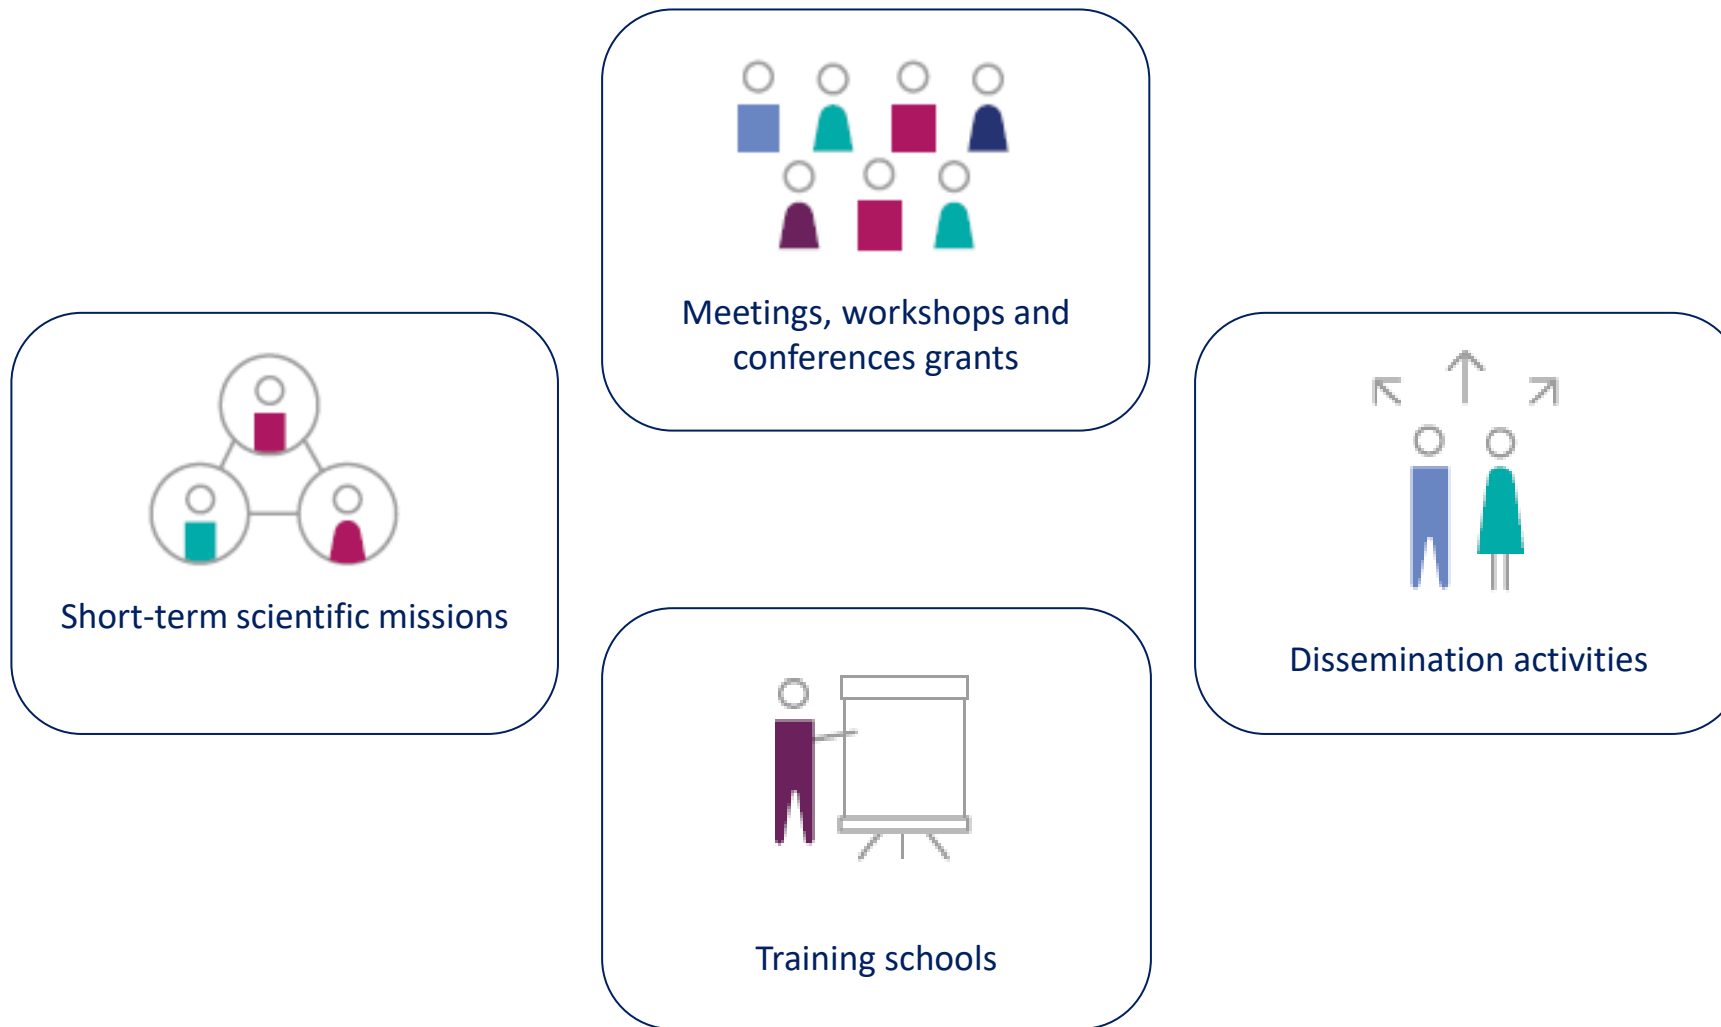 Meetings, workshops and
conferences grants
Short-term scientific missions
Dissemination activities
Training schools